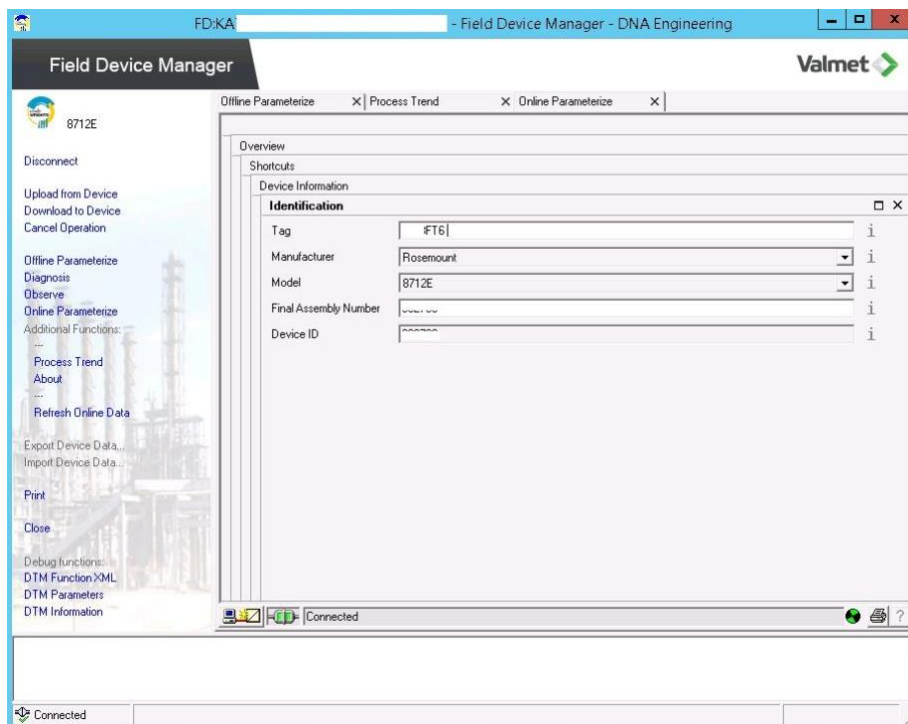 FD:KA - Field Device Manager - DNA Engineering
Field Device Manager
Valmet
8712E
Disconnect
Upload from Device
Download to Device
Cancel Operation
Offline Parameterize
Diagnosis
Observe
Online Parameterize
Additional Functions:
...
Process Trend
About
...
Refresh Online Data
Export Device Data...
Import Device Data...
Print
Close
Debug functions:
DTM Function XML
DTM Parameters
DTM Information
Offline Parameterize X Process Trend X Online Parameterize X
Overview
Shortcuts
Device Information
Identification
Tag FT6
Manufacturer Rosemount
Model 8712E
Final Assembly Number
Device ID
Connected
Connected